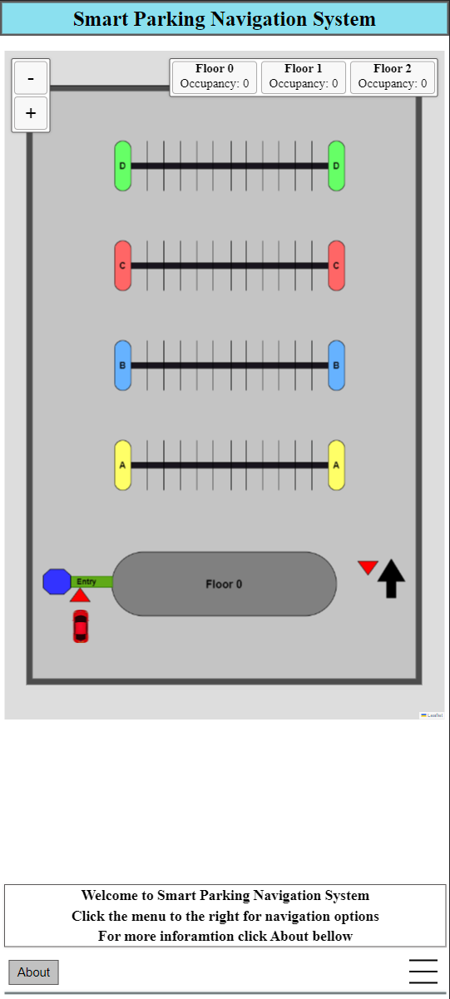 Smart Parking Navigation System
-
+
Floor 0
Occupancy: 0
Floor 1
Occupancy: 0
Floor 2
Occupancy: 0
D D
C C
B B
A A
Entry
Floor 0
Leaflet
Welcome to Smart Parking Navigation System
Click the menu to the right for navigation options
For more inforamtion click About bellow
About